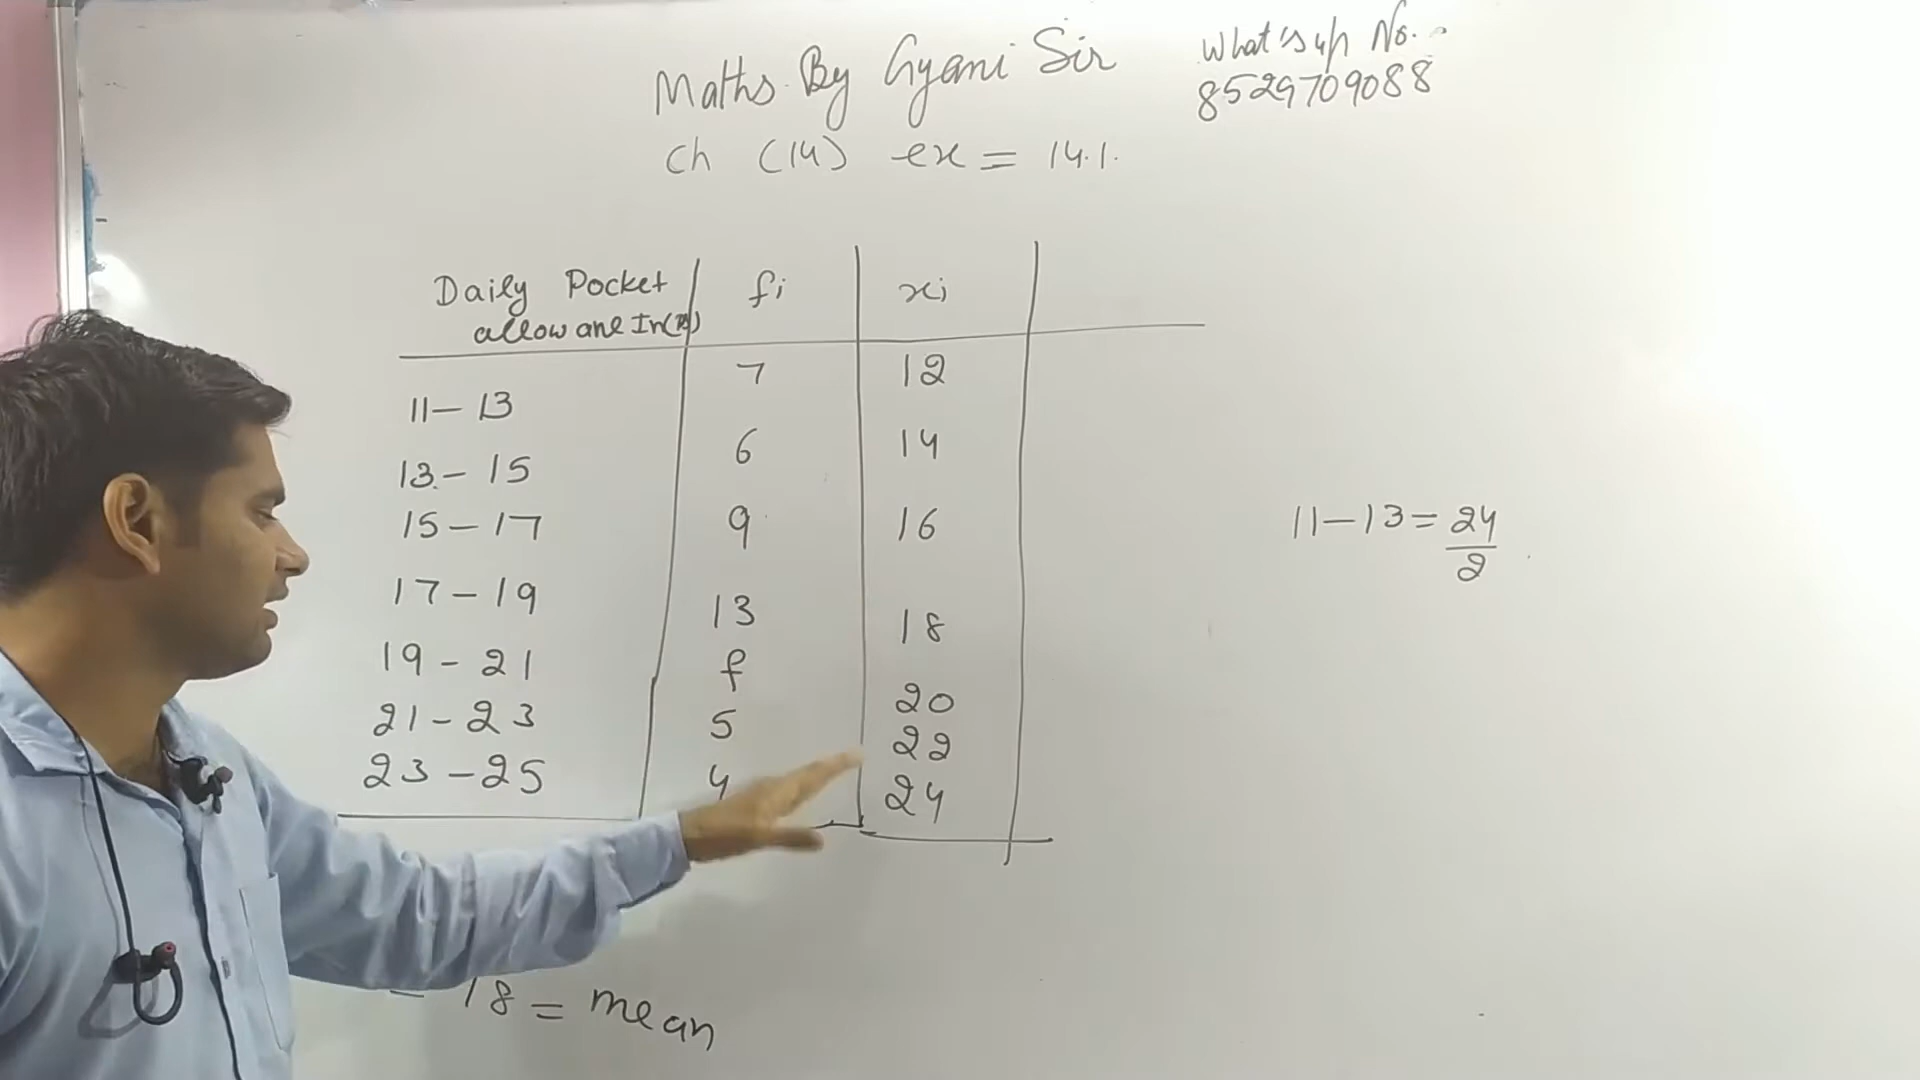 Maths By Gyani Sir
What's up No.
8529709088
ch (14) ex = 14.1.
Daily Pocket fi xi
allowane In(₹)
11-13 7 12
13-15 6 14
15-17 9 16
17-19 13 18
19-21 f 20
21-23 5 22
23-25 4 24
11-13= 24
2
= 18 = mean